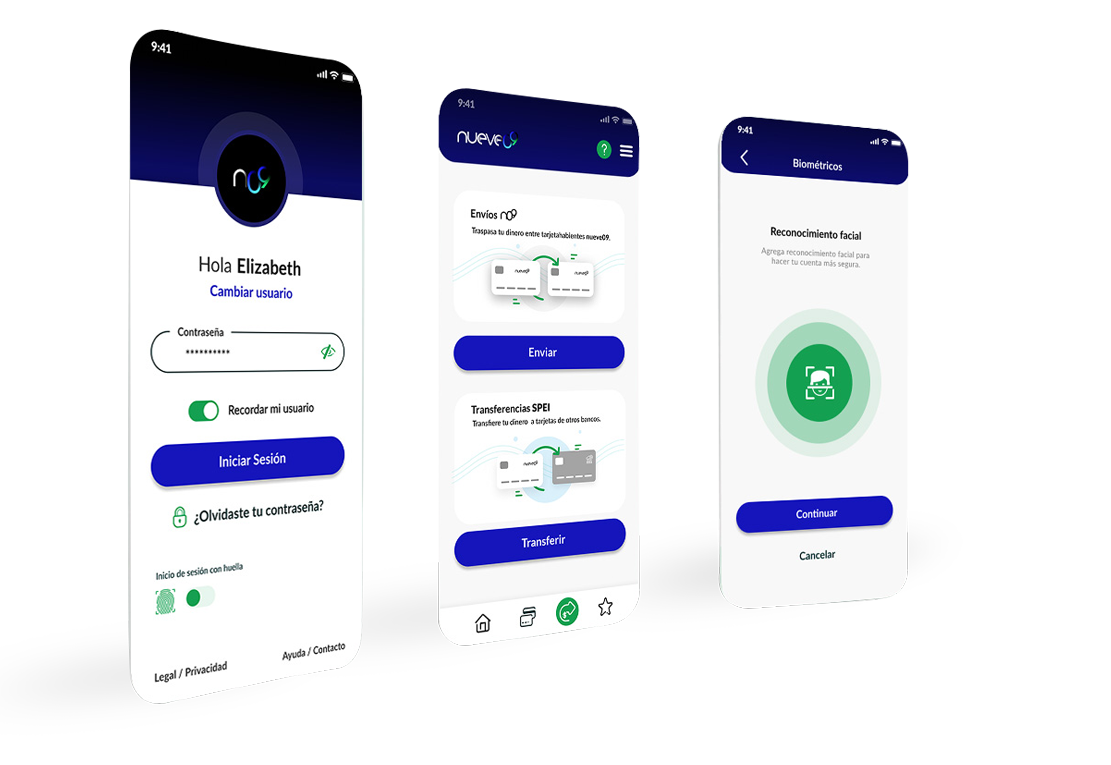 9:41
n09
Hola Elizabeth
Cambiar usuario
Contraseña
**********
Recordar mi usuario
Iniciar Sesión
¿Olvidaste tu contraseña?
Inicio de sesión con huella
Legal / Privacidad
Ayuda / Contacto
9:41
nueve09
?
Envíos n09
Traspasa tu dinero entre tarjetahabientes nueve09.
nueve09
nueve09
Enviar
Transferencias SPEI
Transfiere tu dinero a tarjetas de otros bancos.
nueve09
Transferir
9:41
Biométricos
Reconocimiento facial
Agrega reconocimiento facial para
hacer tu cuenta más segura.
Continuar
Cancelar